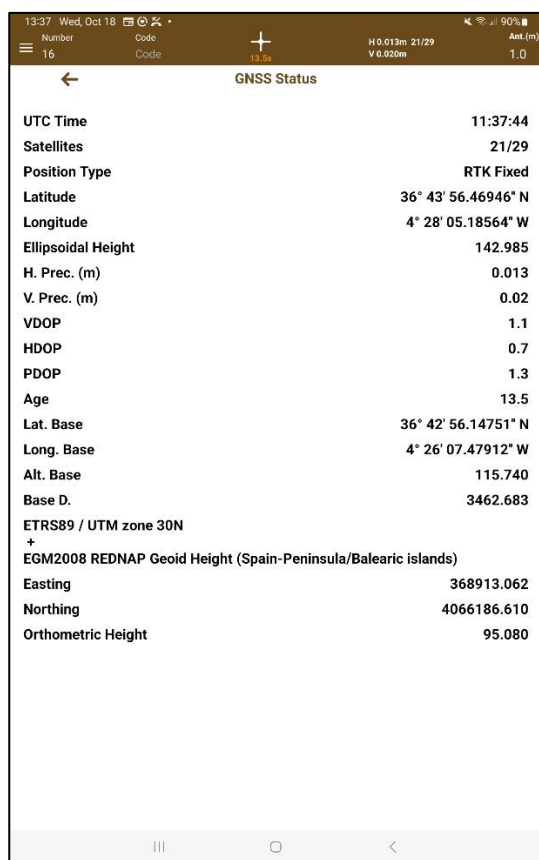 13:37 Wed, Oct 18 90%
Number Code H 0.013m 21/29 Ant.(m)
16 Code 13.5s V 0.020m 1.0
GNSS Status
UTC Time 11:37:44
Satellites 21/29
Position Type RTK Fixed
Latitude 36° 43' 56.46946" N
Longitude 4° 28' 05.18564" W
Ellipsoidal Height 142.985
H. Prec. (m) 0.013
V. Prec. (m) 0.02
VDOP 1.1
HDOP 0.7
PDOP 1.3
Age 13.5
Lat. Base 36° 42' 56.14751" N
Long. Base 4° 26' 07.47912" W
Alt. Base 115.740
Base D. 3462.683
ETRS89 / UTM zone 30N
+
EGM2008 REDNAP Geoid Height (Spain-Peninsula/Balearic islands)
Easting 368913.062
Northing 4066186.610
Orthometric Height 95.080